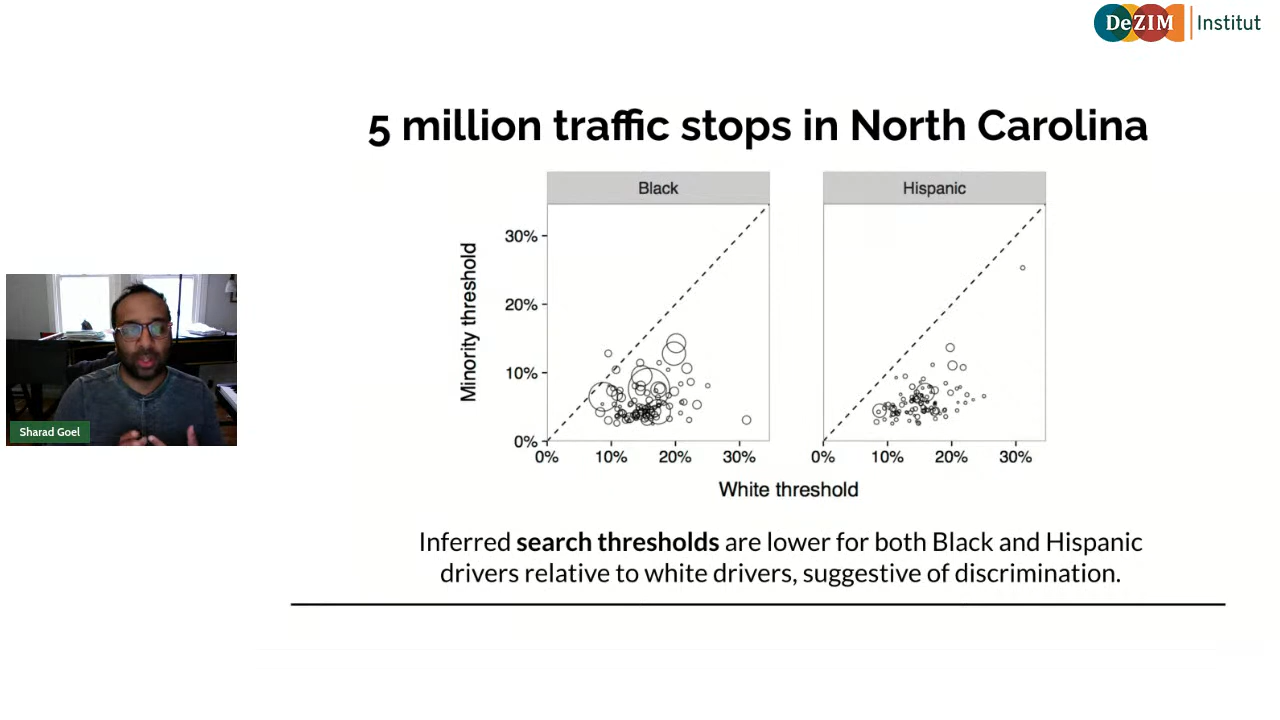 DeZIM Institut
5 million traffic stops in North Carolina
Black
Hispanic
Minority threshold
30%
20%
10%
0%
0% 10% 20% 30%
0% 10% 20% 30%
White threshold
Sharad Goel
Inferred search thresholds are lower for both Black and Hispanic
drivers relative to white drivers, suggestive of discrimination.